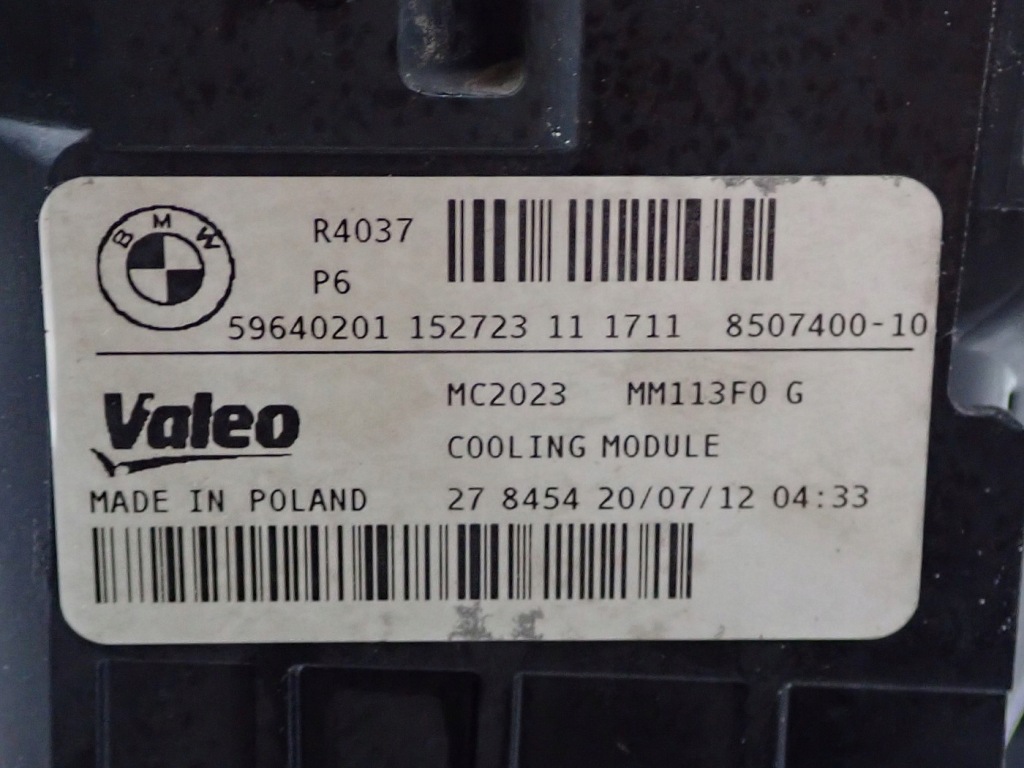 BMW
R4037
P6
59640201 152723 11 1711 8507400-10
Valeo
MC2023 MM113F0 G
COOLING MODULE
MADE IN POLAND 27 8454 20/07/12 04:33